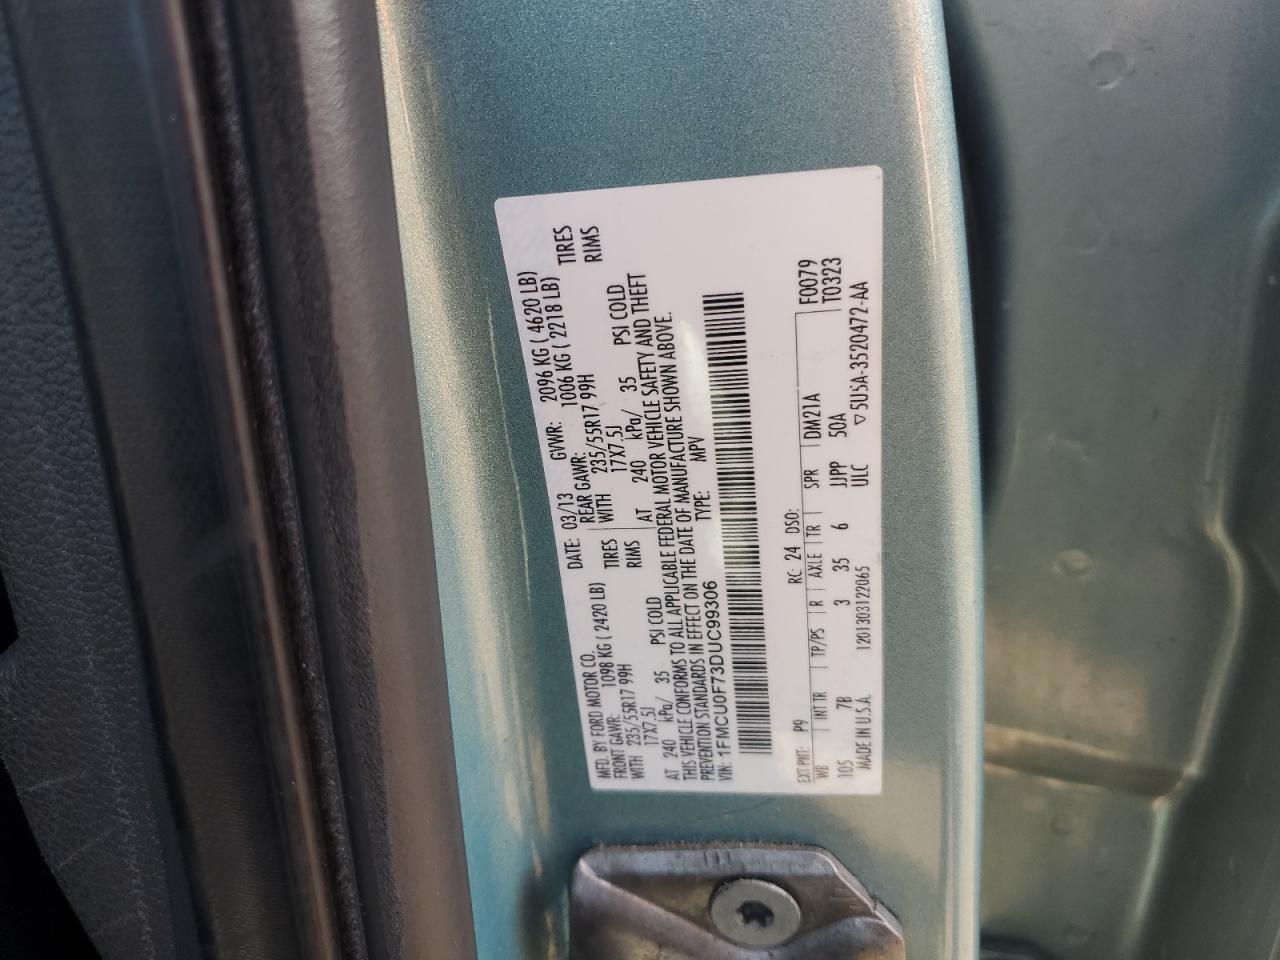 MFD. BY FORD MOTOR CO.
DATE: 03/13 GVWR: 2096 KG ( 4620 LB)
FRONT GAWR: 1098 KG ( 2420 LB) REAR GAWR: 1006 KG ( 2218 LB)
WITH 235/55R17 99H TIRES WITH 235/55R17 99H TIRES
17X7.5J RIMS 17X7.5J RIMS
AT 240 kPa/ 35 PSI COLD AT 240 kPa/ 35 PSI COLD
THIS VEHICLE CONFORMS TO ALL APPLICABLE FEDERAL MOTOR VEHICLE SAFETY AND THEFT
PREVENTION STANDARDS IN EFFECT ON THE DATE OF MANUFACTURE SHOWN ABOVE.
VIN: 1FMCU0F73DUC99306 TYPE: MPV
EXT PNT: P9 RC: 24 DSO: F0079
WB INT TR TP/PS R AXLE TR SPR DM21A T0323
105 7B 3 35 6 JJPP 50A
MADE IN U.S.A. 1201303122065 ULC ▽5U5A-3520472-AA